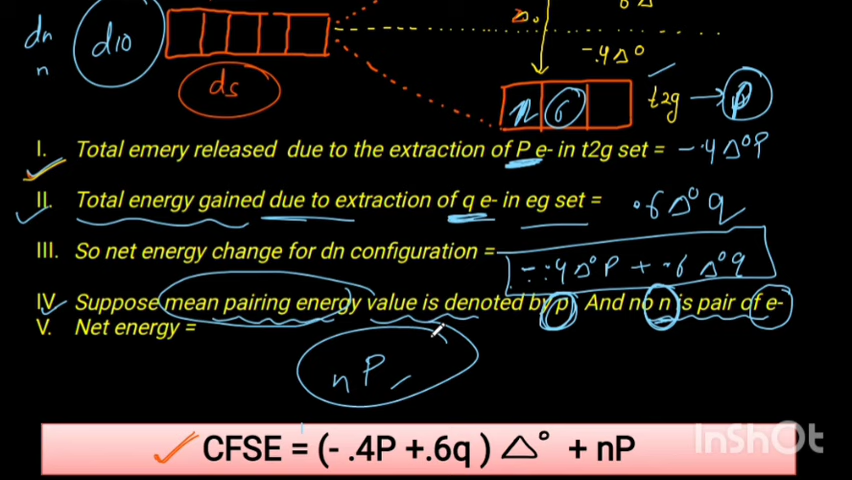 Δ₀
.6 Δ
dn
n
d10
-.4Δ°
d5
t2g → p
I. Total emery released due to the extraction of P e- in t2g set = -.4Δ°P
II. Total energy gained due to extraction of q e- in eg set = .6Δ°q
III. So net energy change for dn configuration = -.4Δ°P + .6Δ°q
IV. Suppose mean pairing energy value is denoted by p. And no n is pair of e-
V. Net energy =
nP
CFSE = (- .4P +.6q ) △° + nP
InShOt